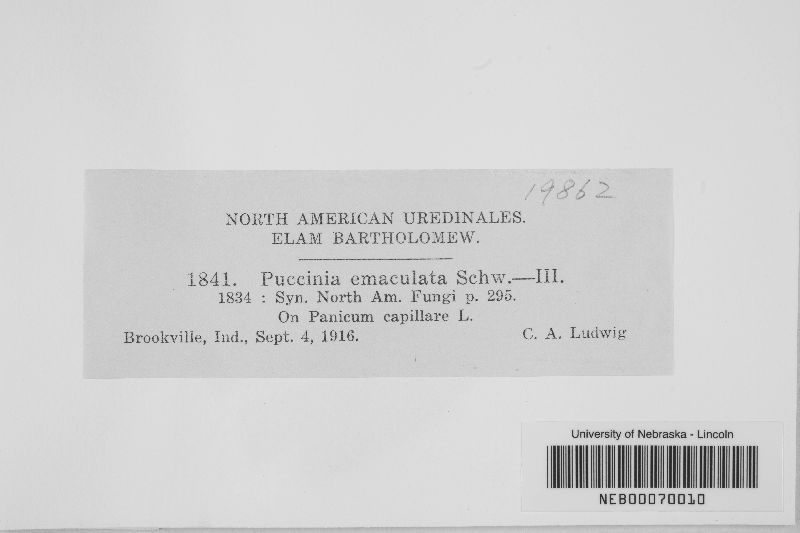 19862
NORTH AMERICAN UREDINALES.
ELAM BARTHOLOMEW.
1841. Puccinia emaculata Schw.—III.
1834 : Syn. North Am. Fungi p. 295.
On Panicum capillare L.
Brookville, Ind., Sept. 4, 1916. C. A. Ludwig
University of Nebraska - Lincoln
NEB00070010